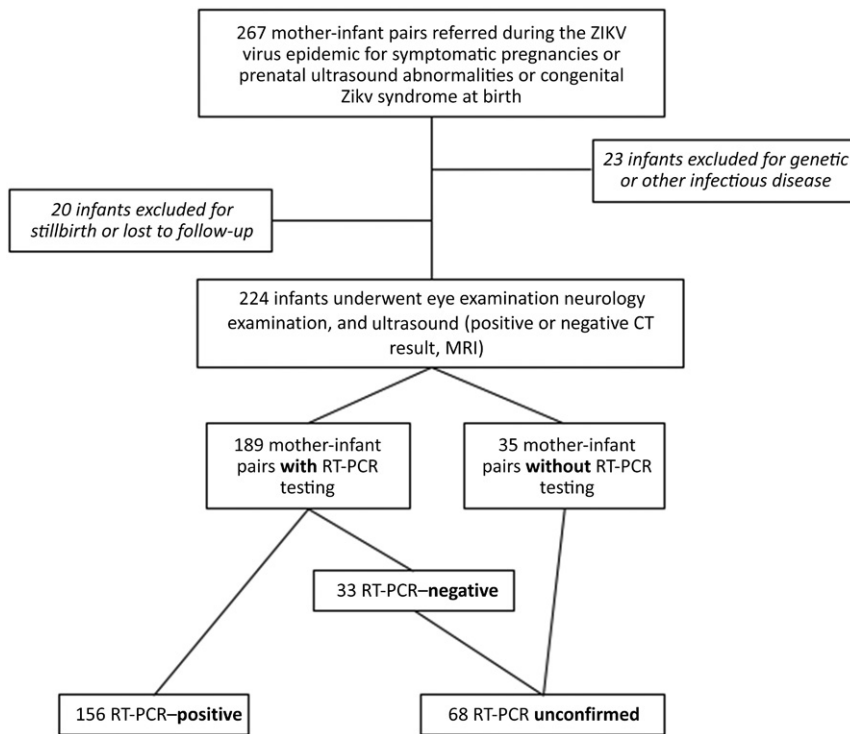 267 mother-infant pairs referred during the ZIKV
virus epidemic for symptomatic pregnancies or
prenatal ultrasound abnormalities or congenital
Zikv syndrome at birth
23 infants excluded for genetic
or other infectious disease
20 infants excluded for
stillbirth or lost to follow-up
224 infants underwent eye examination neurology
examination, and ultrasound (positive or negative CT
result, MRI)
189 mother-infant
pairs with RT-PCR
testing
35 mother-infant
pairs without RT-PCR
testing
33 RT-PCR–negative
156 RT-PCR–positive
68 RT-PCR unconfirmed